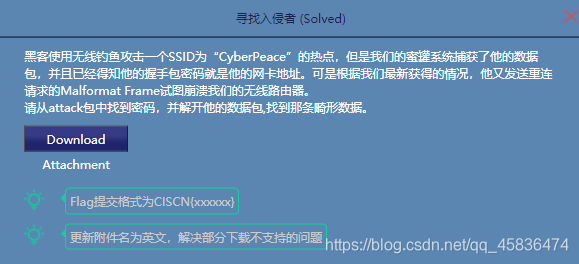 寻找入侵者 (Solved)
黑客使用无线钓鱼攻击一个SSID为“CyberPeace”的热点，但是我们的蜜罐系统捕获了他的数据
包，并且已经得知他的握手包密码就是他的网卡地址。可是根据我们最新获得的情况，他又发送重连
请求的Malformat Frame试图崩溃我们的无线路由器。
请从attack包中找到密码，并解开他的数据包,找到那条畸形数据。
Download
Attachment
Flag提交格式为CISCN{xxxxxx}
更新附件名为英文，解决部分下载不支持的问题
https://blog.csdn.net/qq_45836474